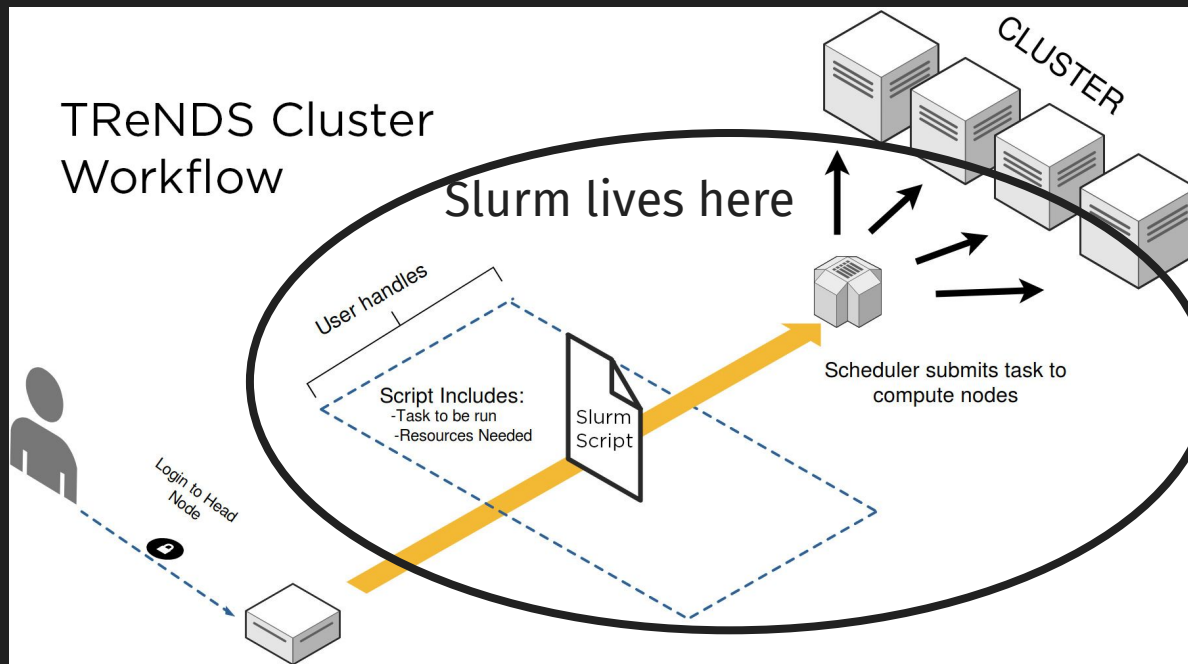 TReNDS Cluster
Workflow
CLUSTER
Slurm lives here
User handles
Script Includes:
-Task to be run
-Resources Needed
Slurm
Script
Scheduler submits task to
compute nodes
Login to Head
Node